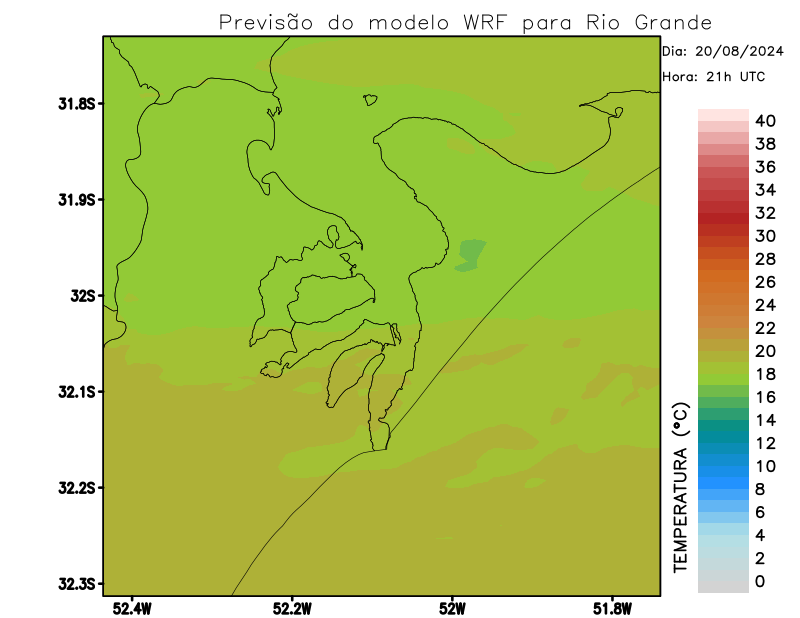 Previsão do modelo WRF para Rio Grande
Dia: 20/08/2024
Hora: 21h UTC
31.8S
31.9S
32S
32.1S
32.2S
32.3S
52.4W
52.2W
52W
51.8W
TEMPERATURA (°C)
40
38
36
34
32
30
28
26
24
22
20
18
16
14
12
10
8
6
4
2
0